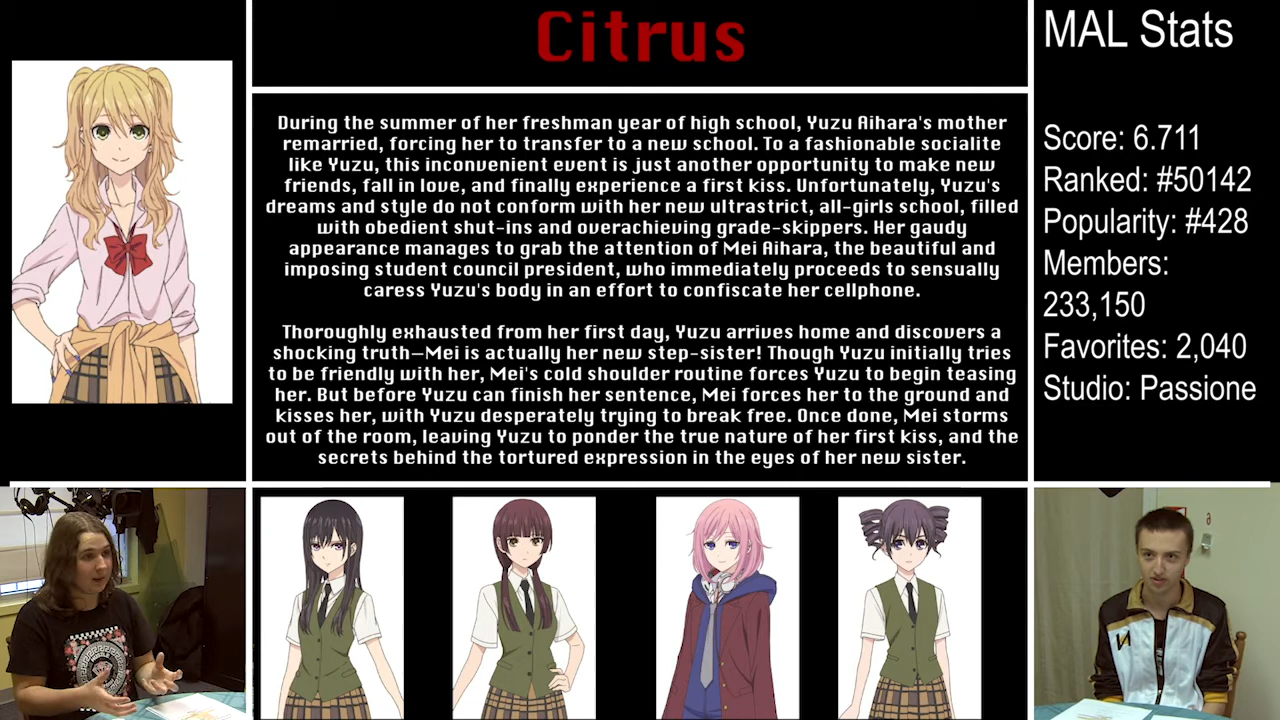 Citrus
During the summer of her freshman year of high school, Yuzu Aihara's mother
remarried, forcing her to transfer to a new school. To a fashionable socialite
like Yuzu, this inconvenient event is just another opportunity to make new
friends, fall in love, and finally experience a first kiss. Unfortunately, Yuzu's
dreams and style do not conform with her new ultrastrict, all-girls school, filled
with obedient shut-ins and overachieving grade-skippers. Her gaudy
appearance manages to grab the attention of Mei Aihara, the beautiful and
imposing student council president, who immediately proceeds to sensually
caress Yuzu's body in an effort to confiscate her cellphone.
Thoroughly exhausted from her first day, Yuzu arrives home and discovers a
shocking truth—Mei is actually her new step-sister! Though Yuzu initially tries
to be friendly with her, Mei's cold shoulder routine forces Yuzu to begin teasing
her. But before Yuzu can finish her sentence, Mei forces her to the ground and
kisses her, with Yuzu desperately trying to break free. Once done, Mei storms
out of the room, leaving Yuzu to ponder the true nature of her first kiss, and the
secrets behind the tortured expression in the eyes of her new sister.
MAL Stats
Score: 6.711
Ranked: #50142
Popularity: #428
Members:
233,150
Favorites: 2,040
Studio: Passione